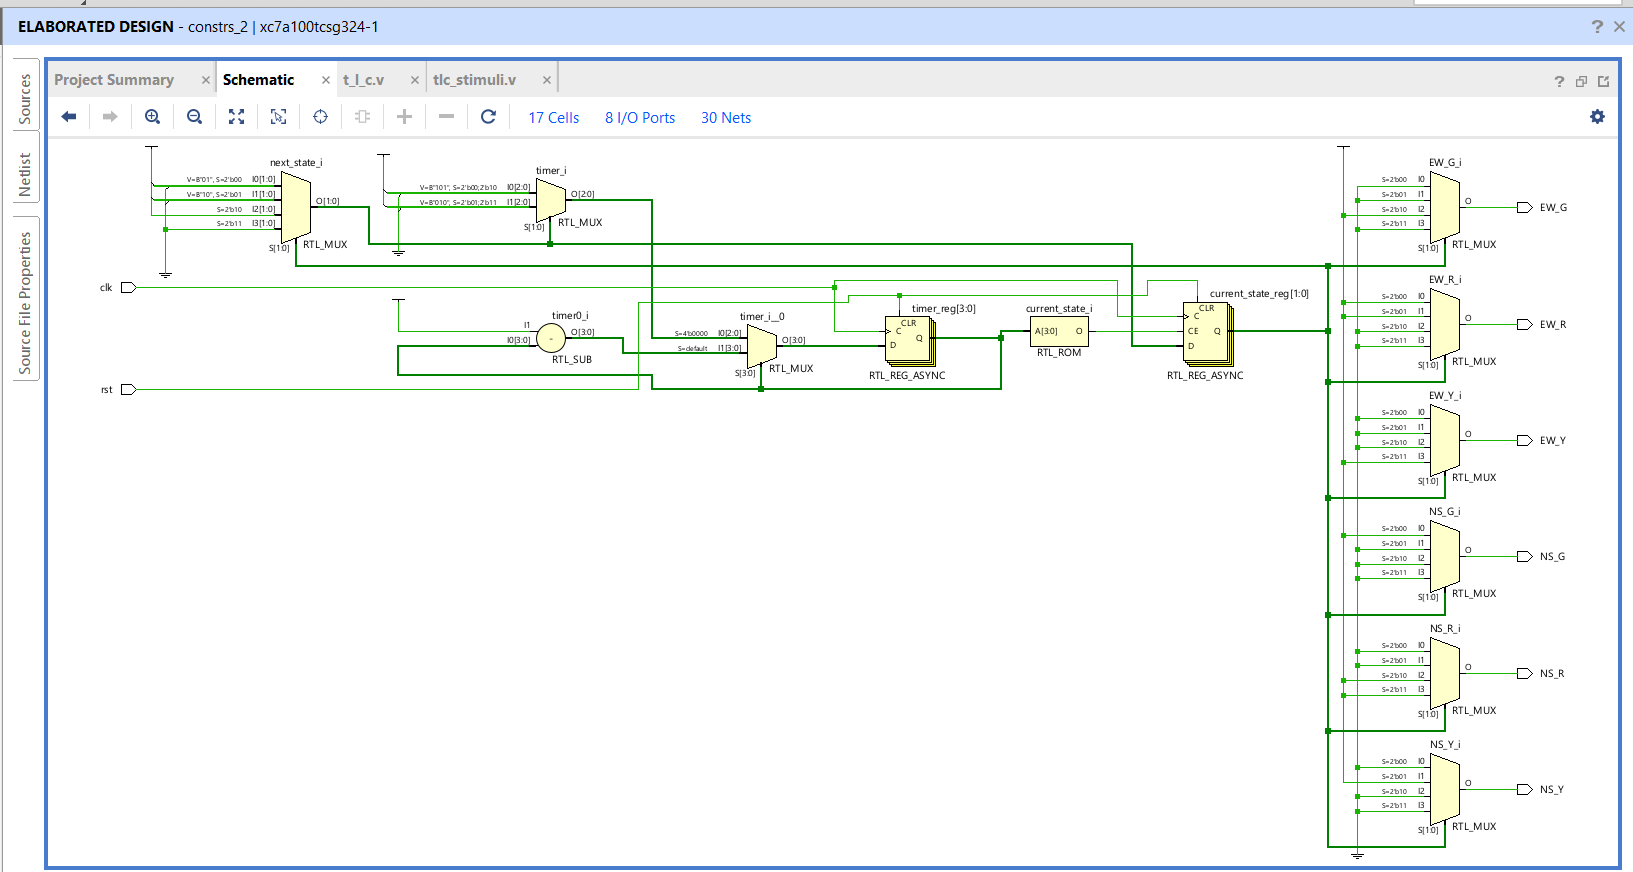 ELABORATED DESIGN - constrs_2 | xc7a100tcsg324-1
Sources
Netlist
Source File Properties
Project Summary
Schematic
t_l_c.v
tlc_stimuli.v
17 Cells
8 I/O Ports
30 Nets
next_state_i
V=B"01", S=2'b00 I0[1:0]
V=B"10", S=2'b01 I1[1:0]
S=2'b10 I2[1:0]
S=2'b11 I3[1:0]
O[1:0]
S[1:0]
RTL_MUX
timer_i
V=B"101", S=2'b00;2'b10 I0[2:0]
V=B"010", S=2'b01;2'b11 I1[2:0]
O[2:0]
S[1:0]
RTL_MUX
clk
rst
timer0_i
I1
I0[3:0]
-
O[3:0]
RTL_SUB
timer_i__0
S=4'b0000 I0[2:0]
S=default I1[3:0]
O[3:0]
S[3:0]
RTL_MUX
timer_reg[3:0]
CLR
C
Q
D
RTL_REG_ASYNC
current_state_i
A[3:0] O
RTL_ROM
current_state_reg[1:0]
CLR
C
CE Q
D
RTL_REG_ASYNC
EW_G_i
S=2'b00 I0
S=2'b01 I1
S=2'b10 I2
S=2'b11 I3
O
S[1:0]
RTL_MUX
EW_G
EW_R_i
S=2'b00 I0
S=2'b01 I1
S=2'b10 I2
S=2'b11 I3
O
S[1:0]
RTL_MUX
EW_R
EW_Y_i
S=2'b00 I0
S=2'b01 I1
S=2'b10 I2
S=2'b11 I3
O
S[1:0]
RTL_MUX
EW_Y
NS_G_i
S=2'b00 I0
S=2'b01 I1
S=2'b10 I2
S=2'b11 I3
O
S[1:0]
RTL_MUX
NS_G
NS_R_i
S=2'b00 I0
S=2'b01 I1
S=2'b10 I2
S=2'b11 I3
O
S[1:0]
RTL_MUX
NS_R
NS_Y_i
S=2'b00 I0
S=2'b01 I1
S=2'b10 I2
S=2'b11 I3
O
S[1:0]
RTL_MUX
NS_Y